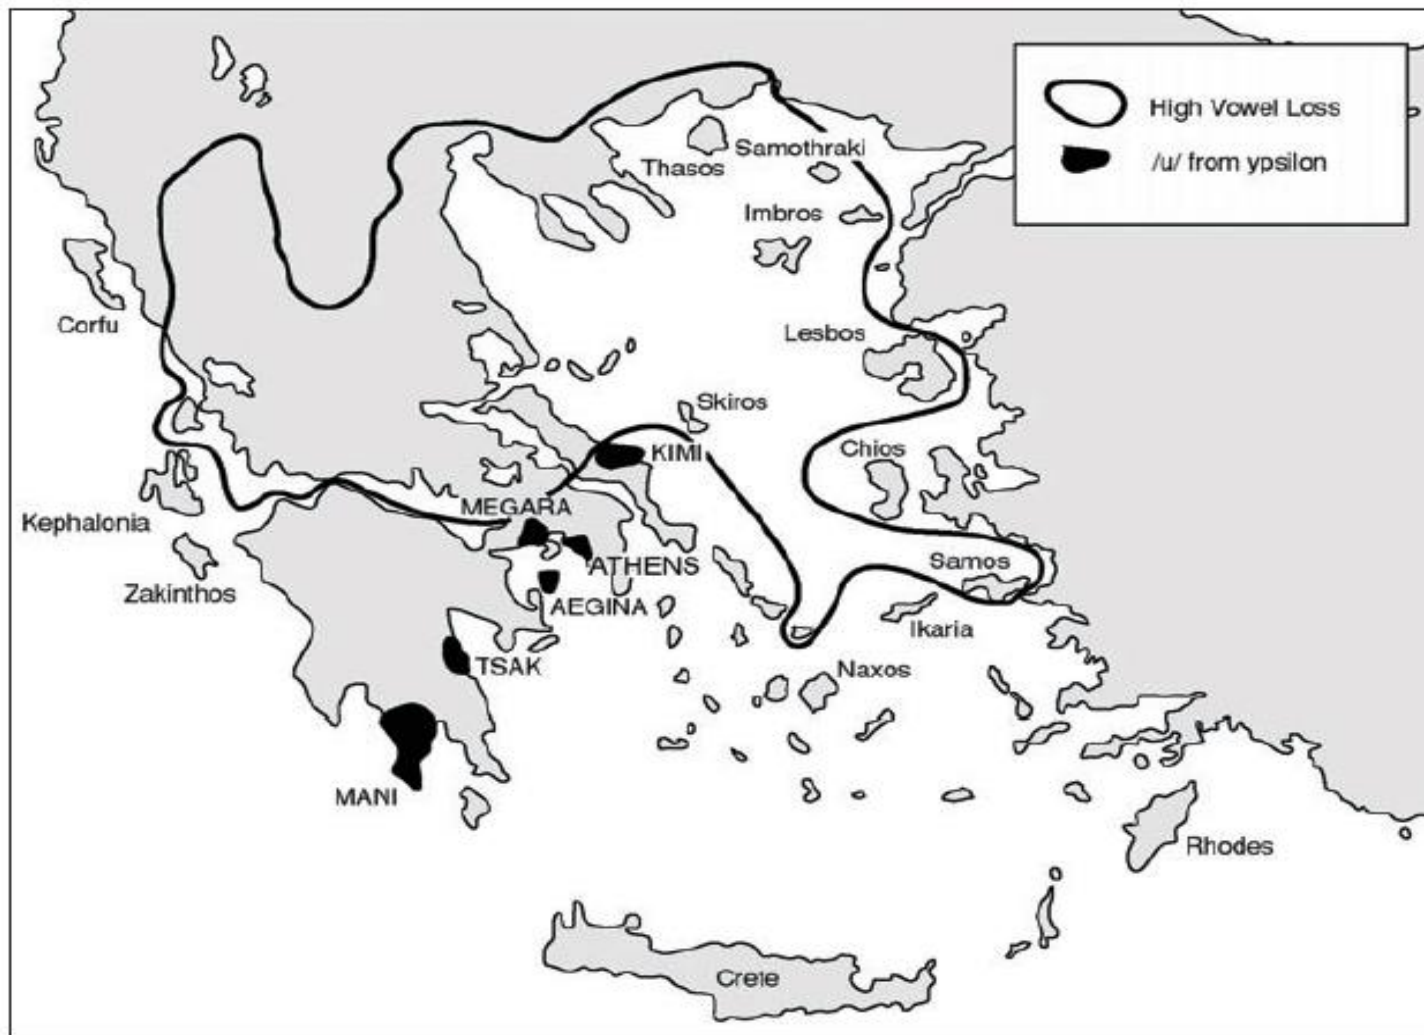 High Vowel Loss
/u/ from ypsilon
Samothraki
Thasos
Imbros
Corfu
Lesbos
Skiros
Chios
KIMI
MEGARA
Kephalonia
Samos
ATHENS
Zakinthos
AEGINA
Ikaria
TSAK
Naxos
MANI
Rhodes
Crete